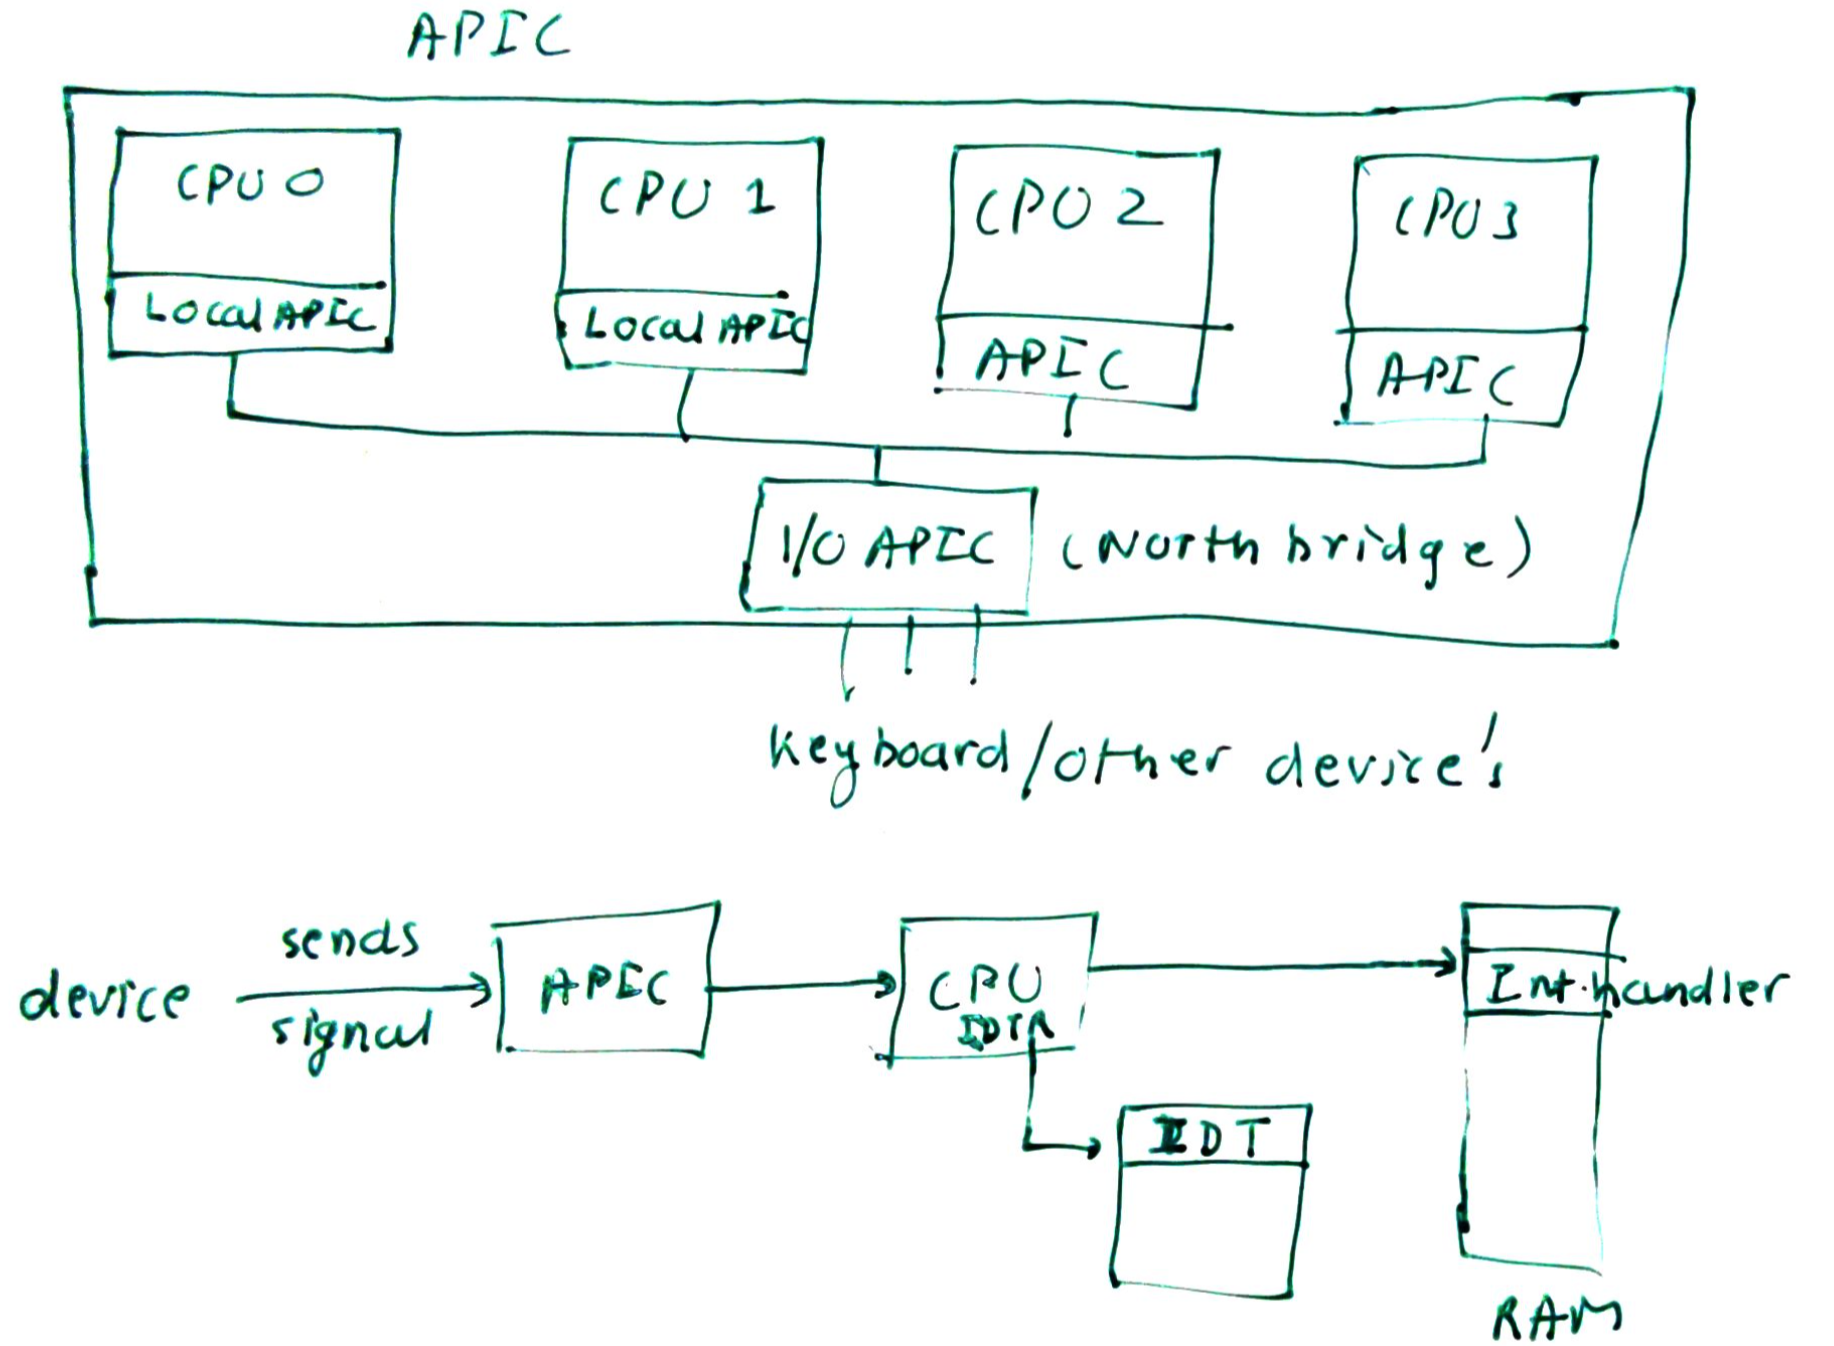 APIC
CPU 0
CPU 1
CPU 2
CPU 3
Local APIC
Local APIC
APIC
APIC
I/O APIC (North bridge)
Keyboard/other device's
sends
device
signal
APIC
CPU
IDTR
Int.handler
IDT
RAM